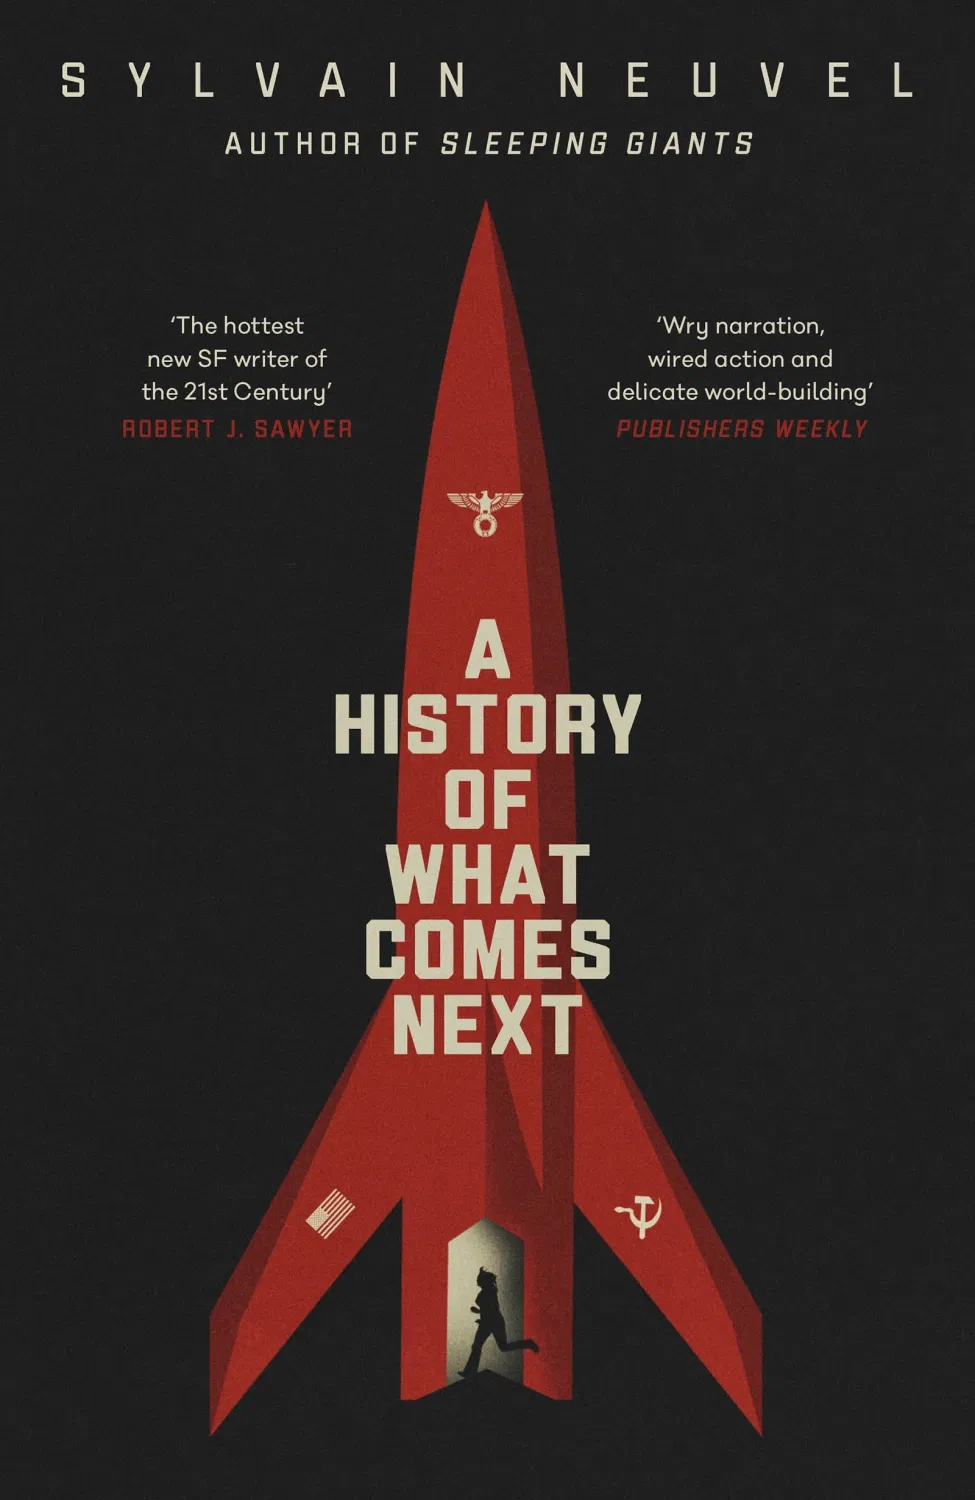 SYLVAIN NEUVEL
AUTHOR OF SLEEPING GIANTS
‘The hottest
new SF writer of
the 21st Century’
ROBERT J. SAWYER
‘Wry narration,
wired action and
delicate world-building’
PUBLISHERS WEEKLY
A
HISTORY
OF
WHAT
COMES
NEXT